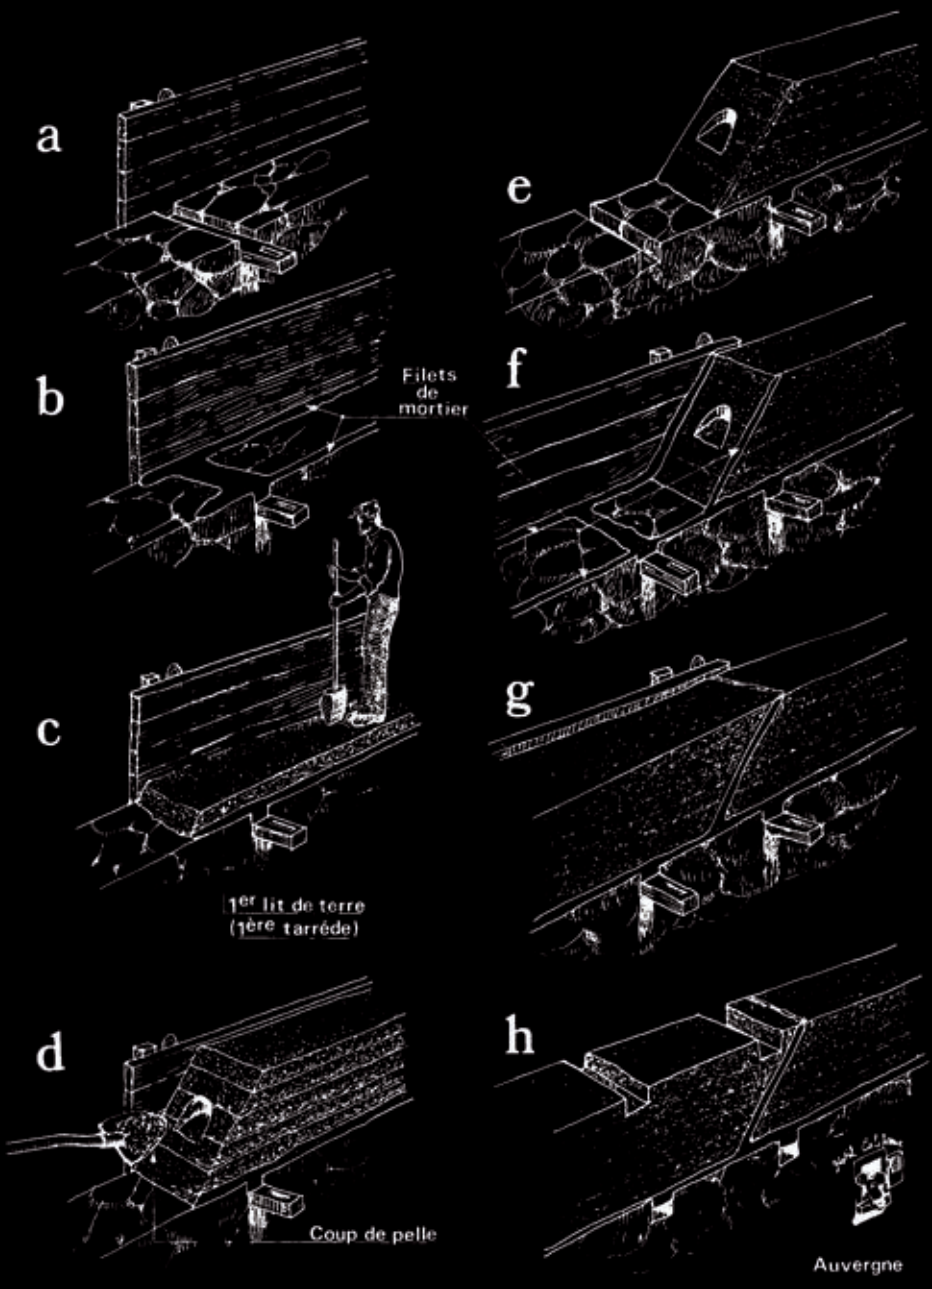 a
b
Filets
de
mortier
c
1er lit de terre
(1ère tarréde)
d
Coup de pelle
e
f
g
h
Auvergne